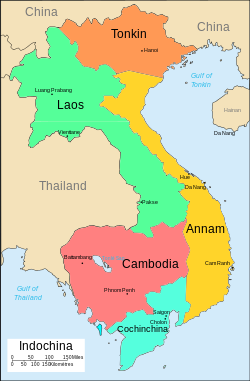 China
China
Tonkin
Hanoi
Gulf of
Tonkin
Luang Prabang
Laos
Hainan
Vientiane
Da Nang
Thailand
Hue
Da Nang
Pakse
Annam
Battambang
Cambodia
Cam Ranh
Gulf of
Thailand
Phnom Penh
Saigon
Cholon
Cochinchina
Indochina
0 50 100 150 Miles
0 50 100 150 Kilometres